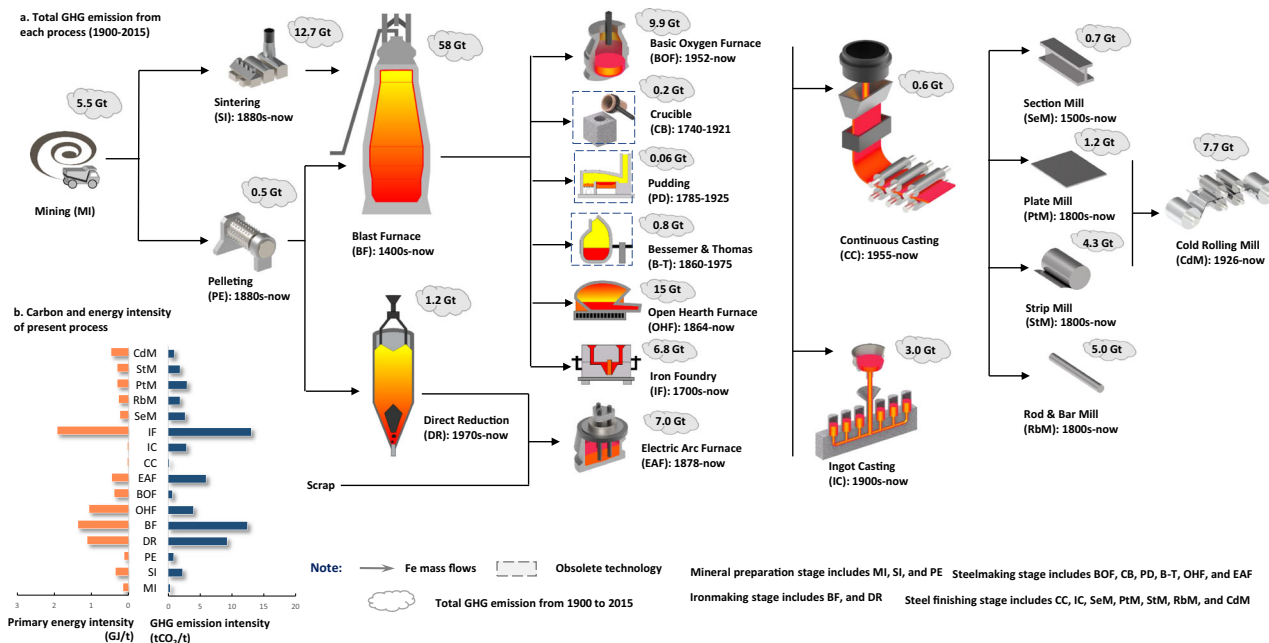 a. Total GHG emission from
each process (1900-2015)
5.5 Gt
Mining (MI)
12.7 Gt
Sintering
(SI): 1880s-now
0.5 Gt
Pelleting
(PE): 1880s-now
58 Gt
Blast Furnace
(BF): 1400s-now
1.2 Gt
Direct Reduction
(DR): 1970s-now
Scrap
9.9 Gt
Basic Oxygen Furnace
(BOF): 1952-now
0.2 Gt
Crucible
(CB): 1740-1921
0.06 Gt
Pudding
(PD): 1785-1925
0.8 Gt
Bessemer & Thomas
(B-T): 1860-1975
15 Gt
Open Hearth Furnace
(OHF): 1864-now
6.8 Gt
Iron Foundry
(IF): 1700s-now
7.0 Gt
Electric Arc Furnace
(EAF): 1878-now
0.6 Gt
Continuous Casting
(CC): 1955-now
3.0 Gt
Ingot Casting
(IC): 1900s-now
0.7 Gt
Section Mill
(SeM): 1500s-now
1.2 Gt
Plate Mill
(PtM): 1800s-now
4.3 Gt
Strip Mill
(StM): 1800s-now
5.0 Gt
Rod & Bar Mill
(RbM): 1800s-now
7.7 Gt
Cold Rolling Mill
(CdM): 1926-now
b. Carbon and energy intensity
of present process
CdM
StM
PtM
RbM
SeM
IF
IC
CC
EAF
BOF
OHF
BF
DR
PE
SI
MI
3 2 1 0 0 5 10 15 20
Primary energy intensity
(GJ/t)
GHG emission intensity
(tCO2/t)
Note:
Fe mass flows
Obsolete technology
Total GHG emission from 1900 to 2015
Mineral preparation stage includes MI, SI, and PE
Ironmaking stage includes BF, and DR
Steelmaking stage includes BOF, CB, PD, B-T, OHF, and EAF
Steel finishing stage includes CC, IC, SeM, PtM, StM, RbM, and CdM